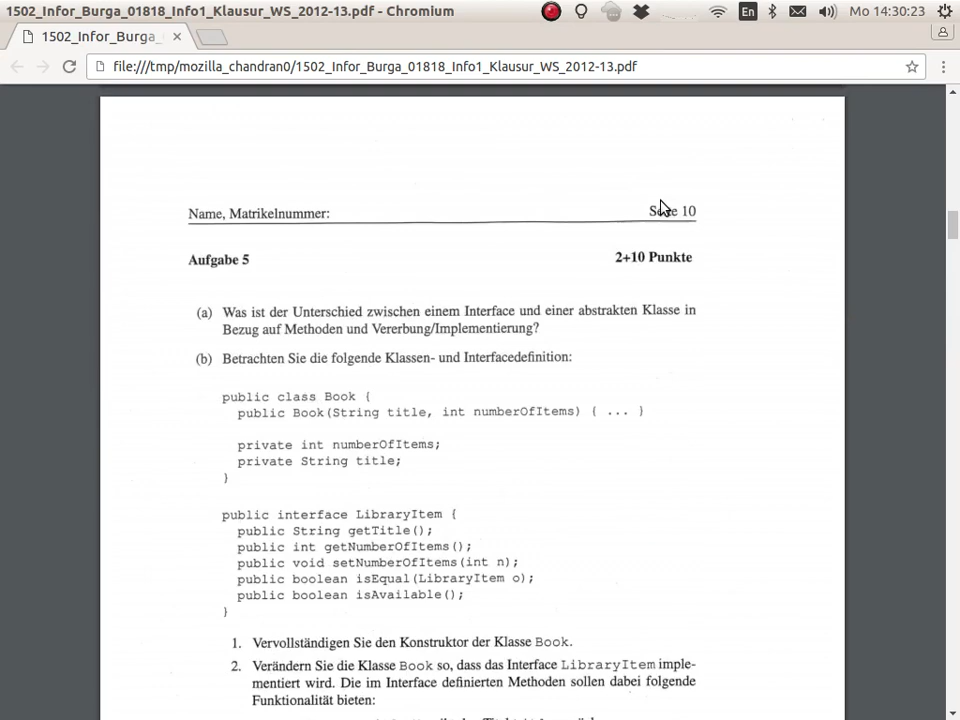 1502_Infor_Burga_01818_Info1_Klausur_WS_2012-13.pdf - Chromium
En
Mo 14:30:23
1502_Infor_Burga_
file:///tmp/mozilla_chandran0/1502_Infor_Burga_01818_Info1_Klausur_WS_2012-13.pdf
Name, Matrikelnummer:
Seite 10
Aufgabe 5
2+10 Punkte
(a) Was ist der Unterschied zwischen einem Interface und einer abstrakten Klasse in
Bezug auf Methoden und Vererbung/Implementierung?
(b) Betrachten Sie die folgende Klassen- und Interfacedefinition:
public class Book {
public Book(String title, int numberOfItems) { ... }
private int numberOfItems;
private String title;
}
public interface LibraryItem {
public String getTitle();
public int getNumberOfItems();
public void setNumberOfItems(int n);
public boolean isEqual(LibraryItem o);
public boolean isAvailable();
}
1. Vervollständigen Sie den Konstruktor der Klasse Book.
2. Verändern Sie die Klasse Book so, dass das Interface LibraryItem imple-
mentiert wird. Die im Interface definierten Methoden sollen dabei folgende
Funktionalität bieten: